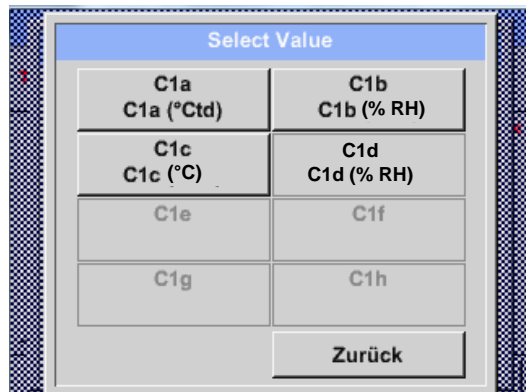 Select Value
C1a
C1a (°Ctd)
C1b
C1b (% RH)
C1c
C1c (°C)
C1d
C1d (% RH)
C1e
C1f
C1g
C1h
Zurück